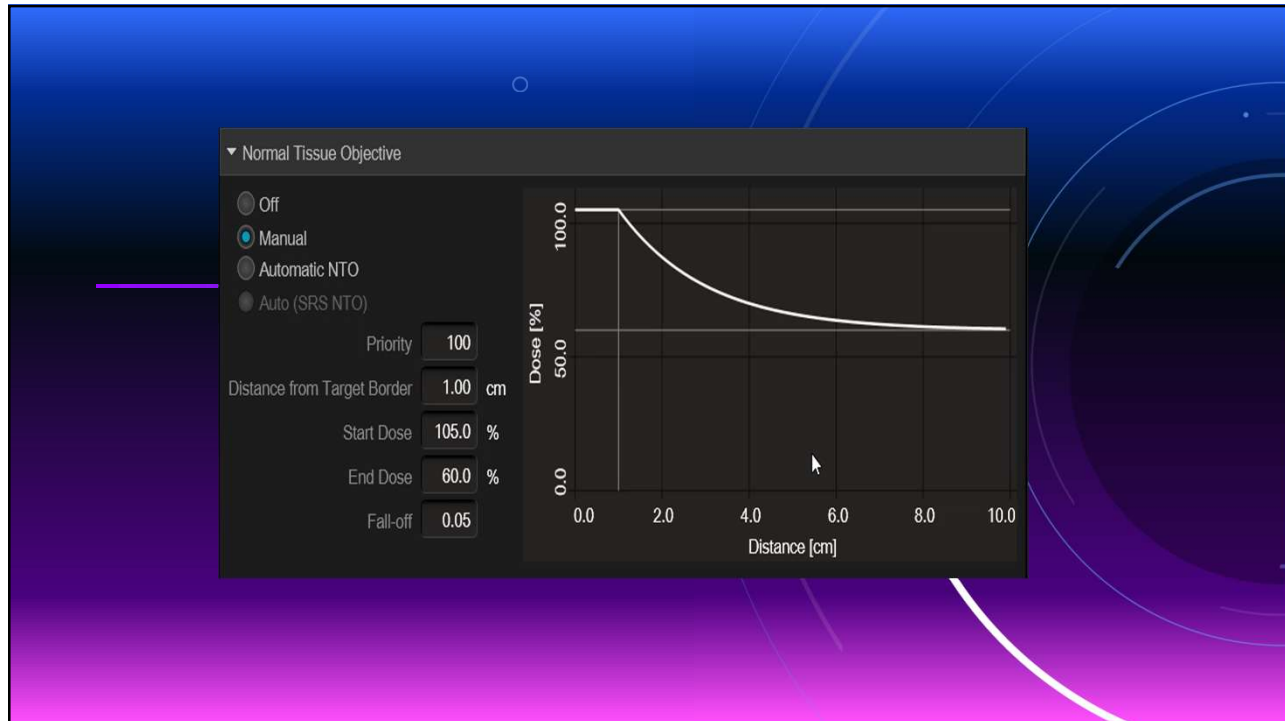 Normal Tissue Objective
Off
Manual
Automatic NTO
Auto (SRS NTO)
Priority 100
Distance from Target Border 1.00 cm
Start Dose 105.0 %
End Dose 60.0 %
Fall-off 0.05
Dose [%]
100.0
50.0
0.0
0.0 2.0 4.0 6.0 8.0 10.0
Distance [cm]